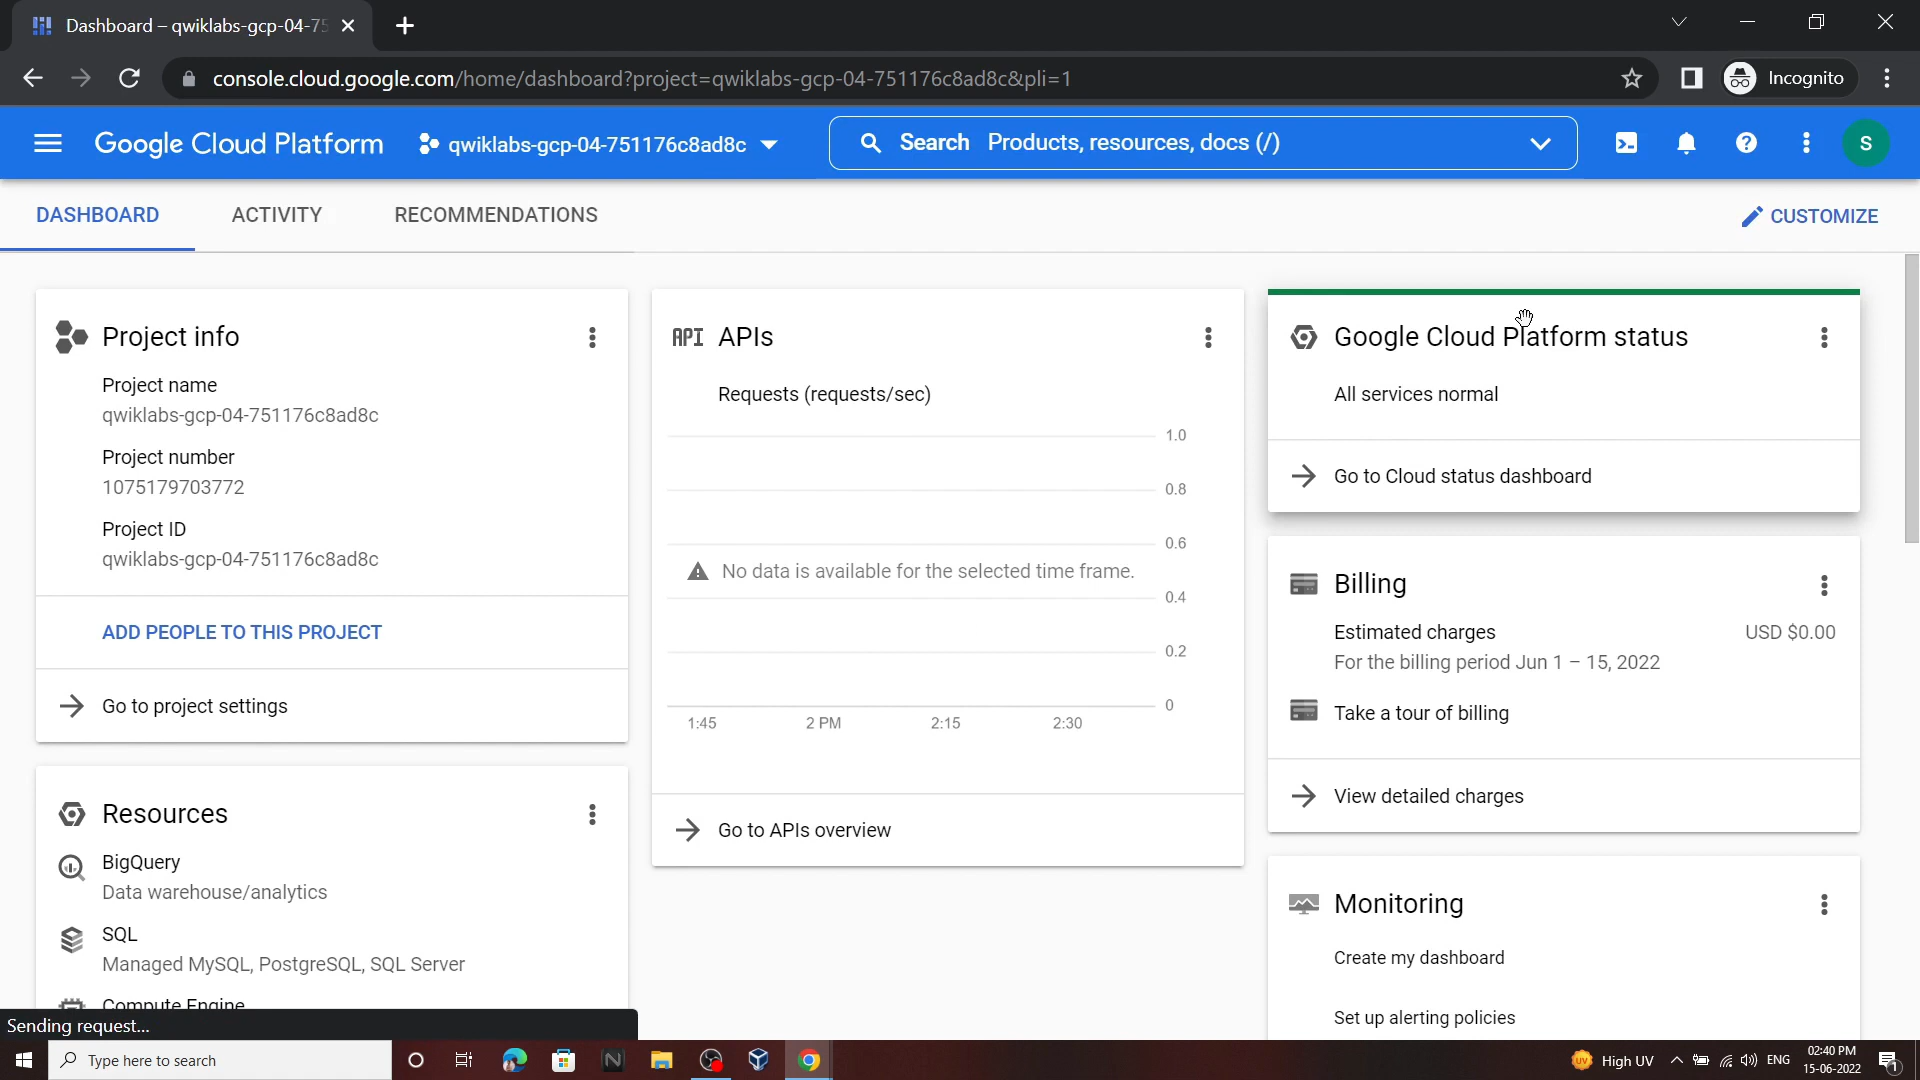 Dashboard – qwiklabs-gcp-04-75
console.cloud.google.com/home/dashboard?project=qwiklabs-gcp-04-751176c8ad8c&pli=1
Incognito
Google Cloud Platform
qwiklabs-gcp-04-751176c8ad8c
Search Products, resources, docs (/)
S
DASHBOARD
ACTIVITY
RECOMMENDATIONS
CUSTOMIZE
Project info
Project name
qwiklabs-gcp-04-751176c8ad8c
Project number
1075179703772
Project ID
qwiklabs-gcp-04-751176c8ad8c
ADD PEOPLE TO THIS PROJECT
Go to project settings
Resources
BigQuery
Data warehouse/analytics
SQL
Managed MySQL, PostgreSQL, SQL Server
Compute Engine
API APIs
Requests (requests/sec)
1.0
0.8
0.6
No data is available for the selected time frame.
0.4
0.2
0
1:45 2 PM 2:15 2:30
Go to APIs overview
Google Cloud Platform status
All services normal
Go to Cloud status dashboard
Billing
Estimated charges USD $0.00
For the billing period Jun 1 – 15, 2022
Take a tour of billing
View detailed charges
Monitoring
Create my dashboard
Set up alerting policies
Sending request...
Type here to search
N
UV
High UV
ENG
02:40 PM
15-06-2022
1